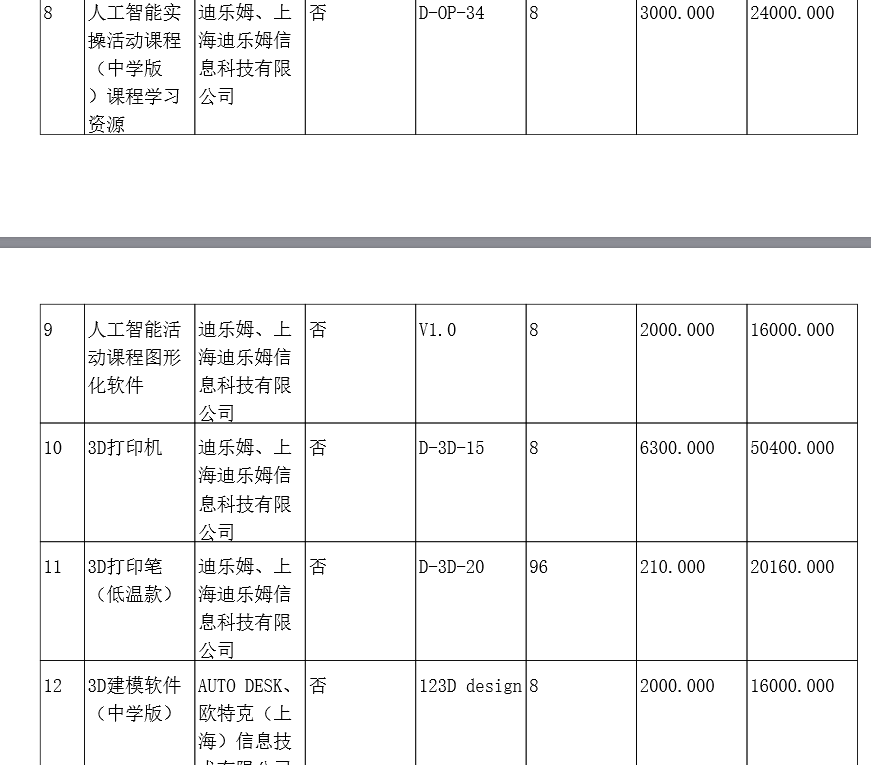 8 人工智能实 迪乐姆、上 否 D-OP-34 8 3000.000 24000.000
操活动课程 海迪乐姆信
（中学版 息科技有限
）课程学习 公司
资源
9 人工智能活 迪乐姆、上 否 V1.0 8 2000.000 16000.000
动课程图形 海迪乐姆信
化软件 息科技有限
公司
10 3D打印机 迪乐姆、上 否 D-3D-15 8 6300.000 50400.000
海迪乐姆信
息科技有限
公司
11 3D打印笔 迪乐姆、上 否 D-3D-20 96 210.000 20160.000
（低温款） 海迪乐姆信
息科技有限
公司
12 3D建模软件 AUTO DESK、 否 123D design 8 2000.000 16000.000
（中学版） 欧特克（上
海）信息技